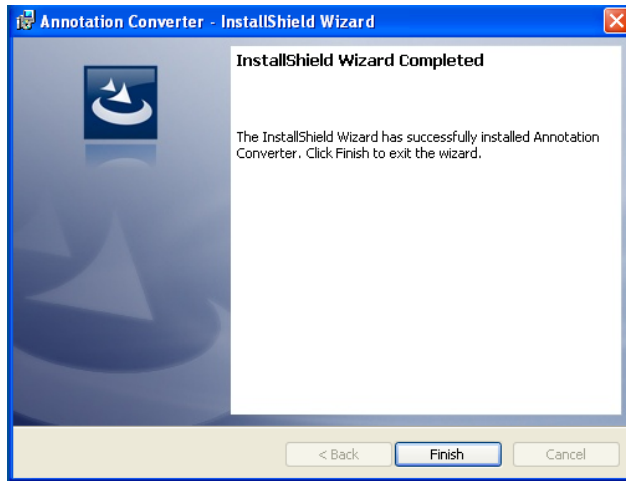 Annotation Converter - InstallShield Wizard
InstallShield Wizard Completed
The InstallShield Wizard has successfully installed Annotation
Converter. Click Finish to exit the wizard.
< Back
Finish
Cancel